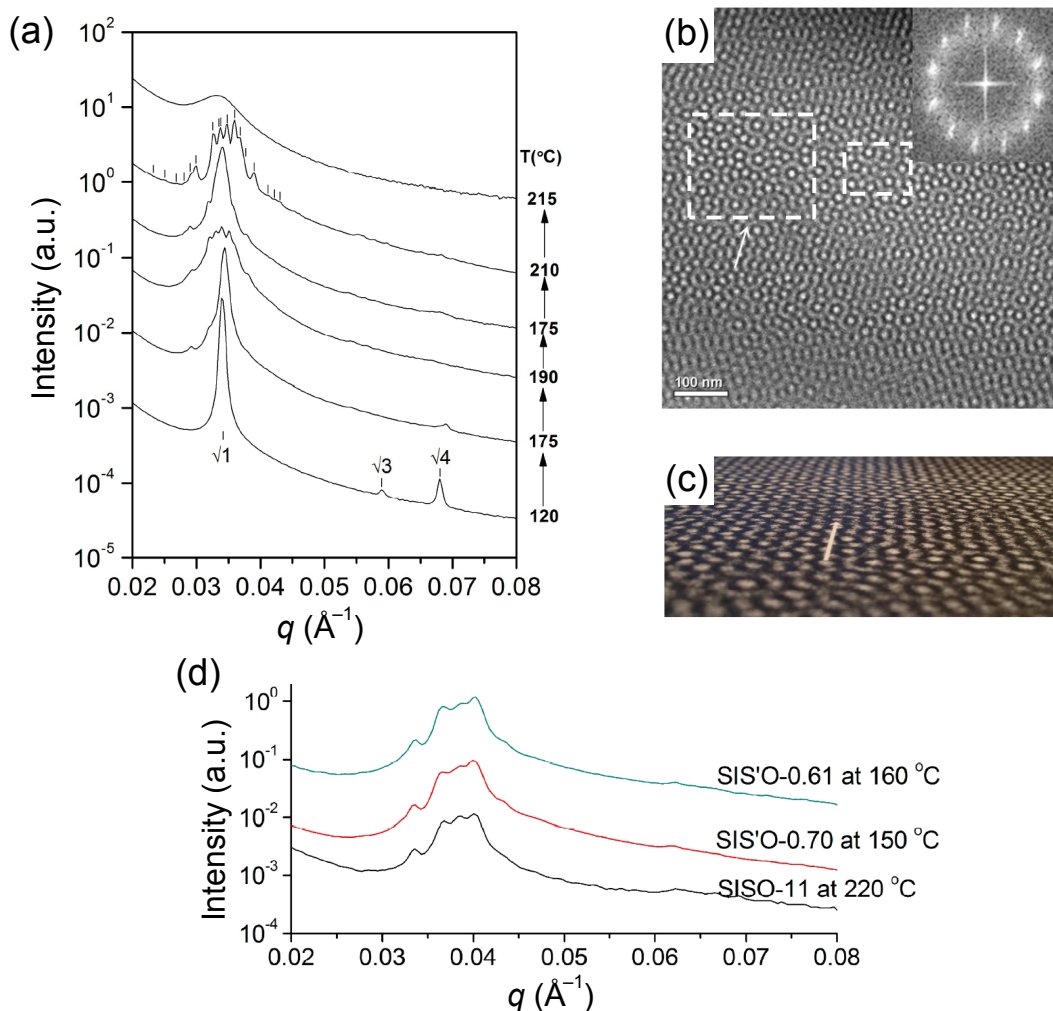 (a)
10²
10¹
10⁰
10⁻¹
10⁻²
10⁻³
10⁻⁴
10⁻⁵
Intensity (a.u.)
T(°C)
215
210
175
190
175
120
√1
√3
√4
0.02 0.03 0.04 0.05 0.06 0.07 0.08
q (Å⁻¹)
(b)
100 nm
(c)
(d)
10⁰
10⁻¹
10⁻²
10⁻³
10⁻⁴
Intensity (a.u.)
SIS'O-0.61 at 160 °C
SIS'O-0.70 at 150 °C
SISO-11 at 220 °C
0.02 0.03 0.04 0.05 0.06 0.07 0.08
q (Å⁻¹)